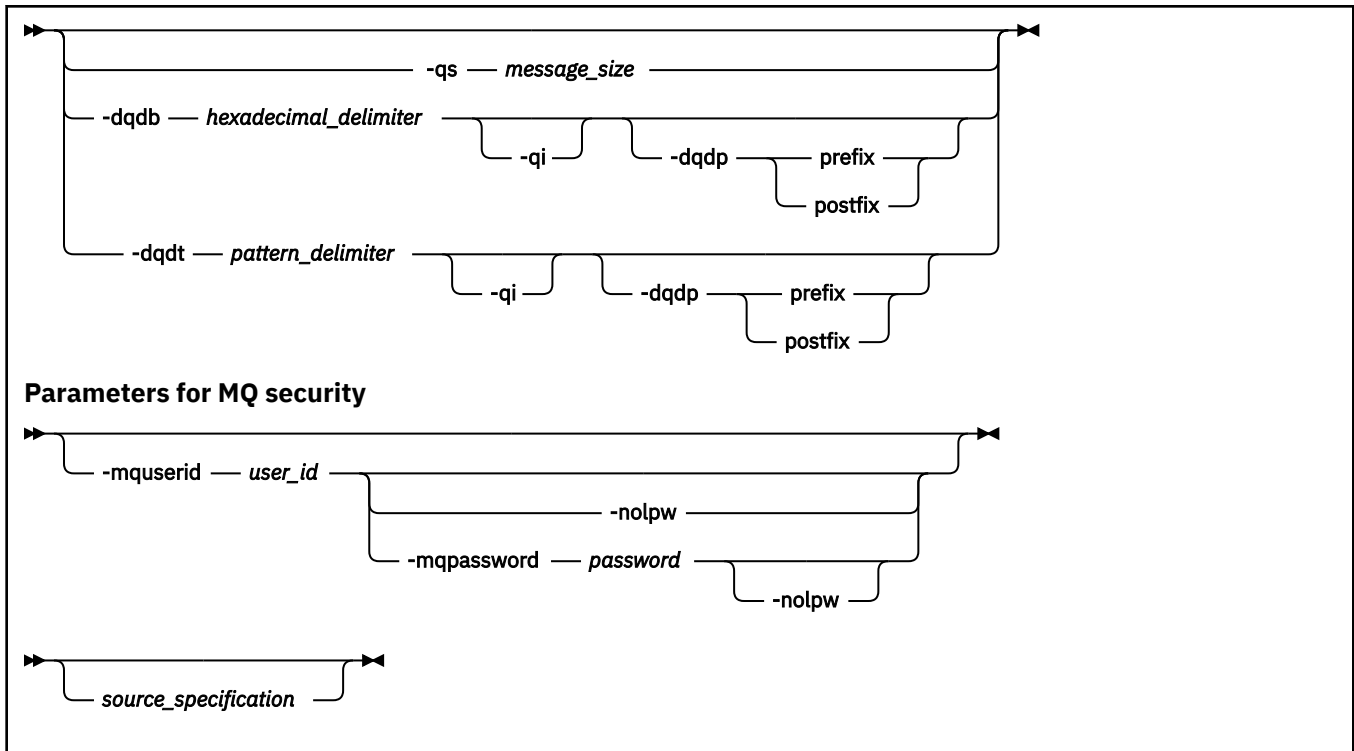 -qs message_size
-dqdb hexadecimal_delimiter
-qi -dqdp prefix
postfix
-dqdt pattern_delimiter
-qi -dqdp prefix
postfix
Parameters for MQ security
-mquserid user_id
-nolpw
-mqpassword password
-nolpw
source_specification